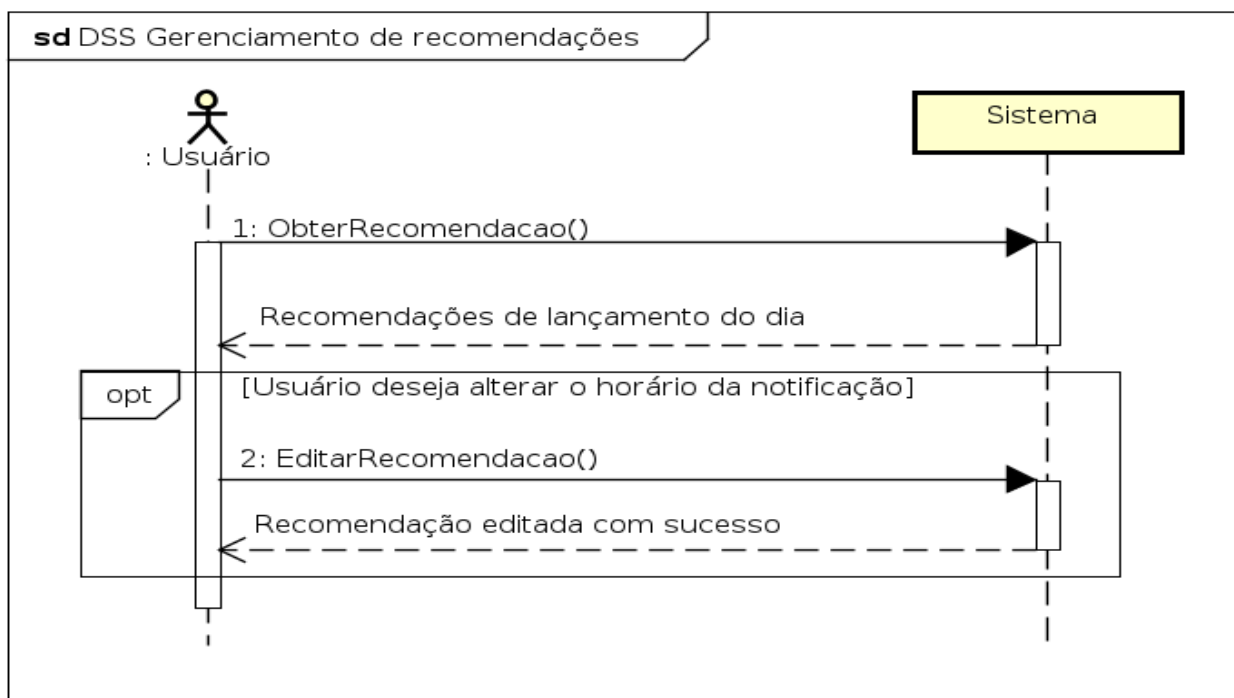 sd DSS Gerenciamento de recomendações
: Usuário
Sistema
1: ObterRecomendacao()
Recomendações de lançamento do dia
opt
[Usuário deseja alterar o horário da notificação]
2: EditarRecomendacao()
Recomendação editada com sucesso